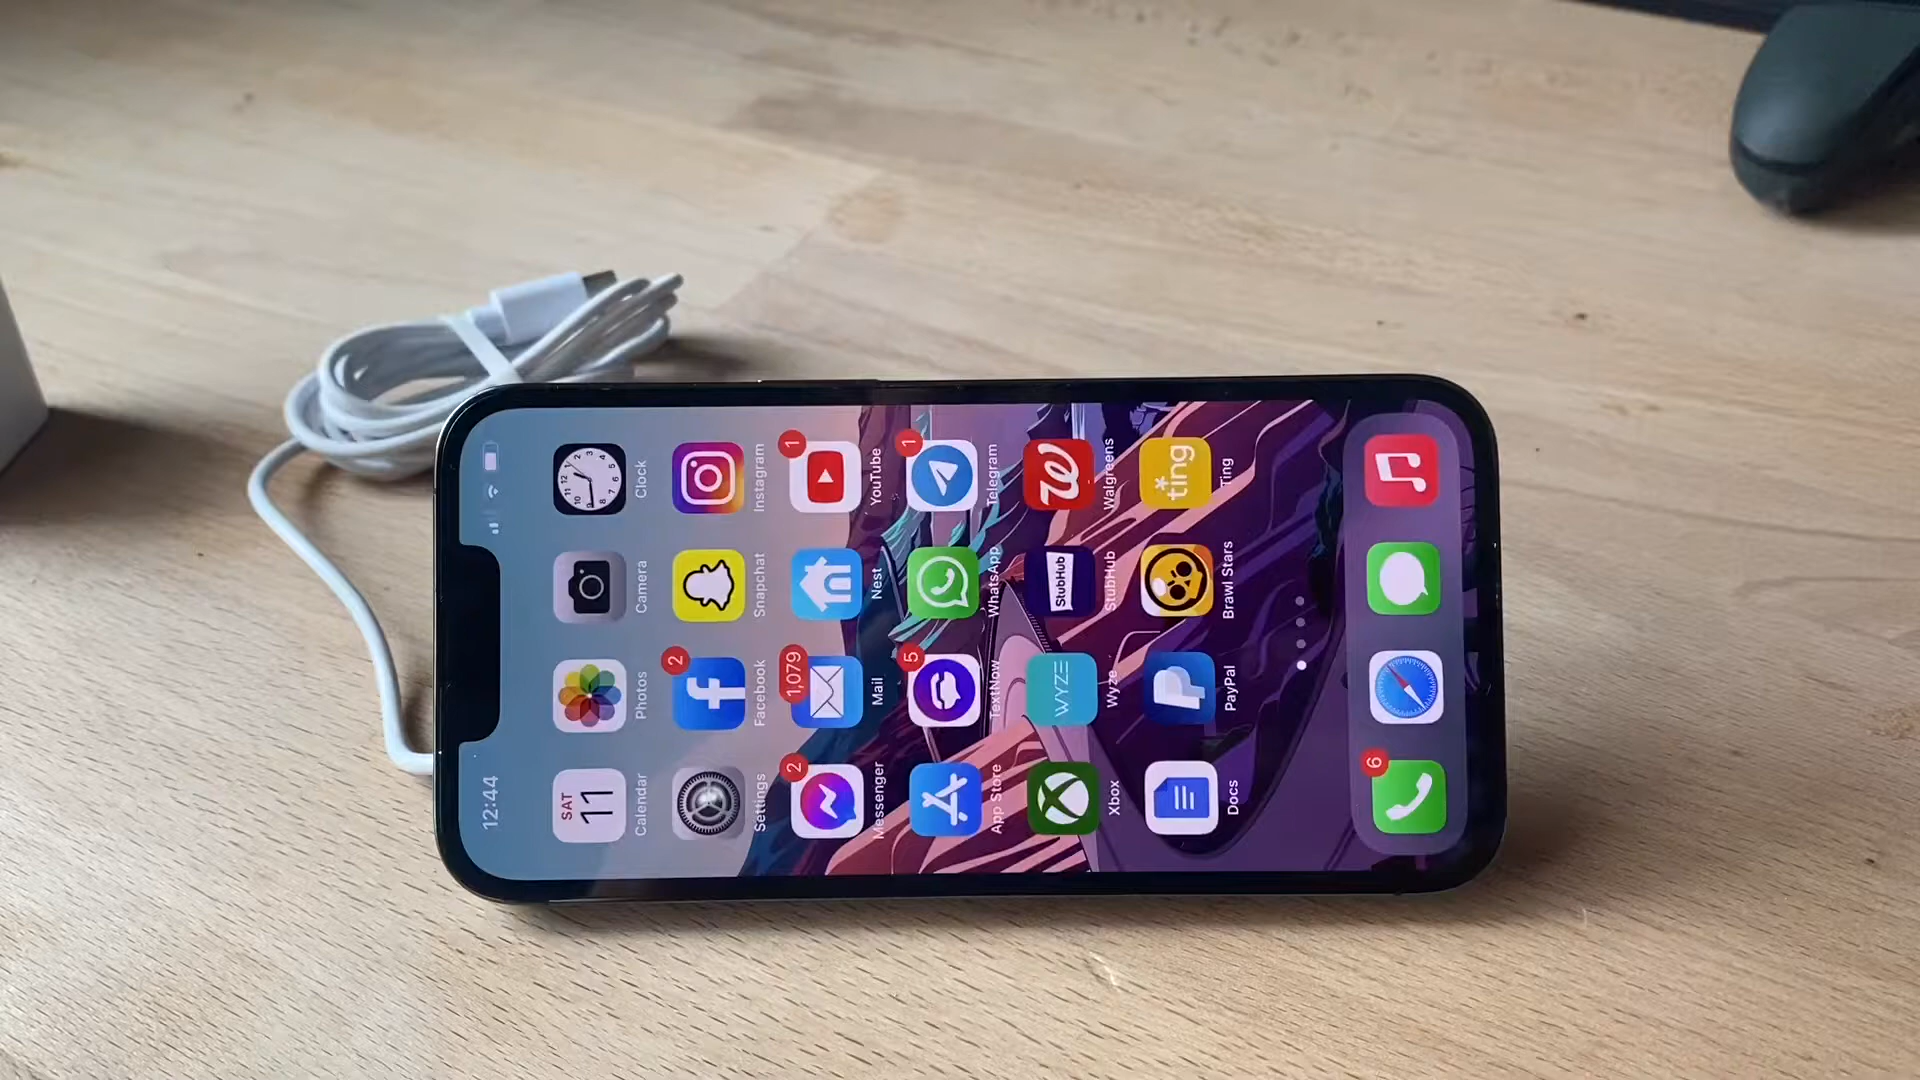 12:44
SAT
11
Calendar
Photos
Camera
Clock
Settings
2
Facebook
Snapchat
Instagram
2
Messenger
1,079
Mail
Nest
1
YouTube
App Store
5
TextNow
WhatsApp
1
Telegram
Xbox
WYZE
Wyze
StubHub
StubHub
W
Walgreens
Docs
PayPal
Brawl Stars
*ting
Ting
6